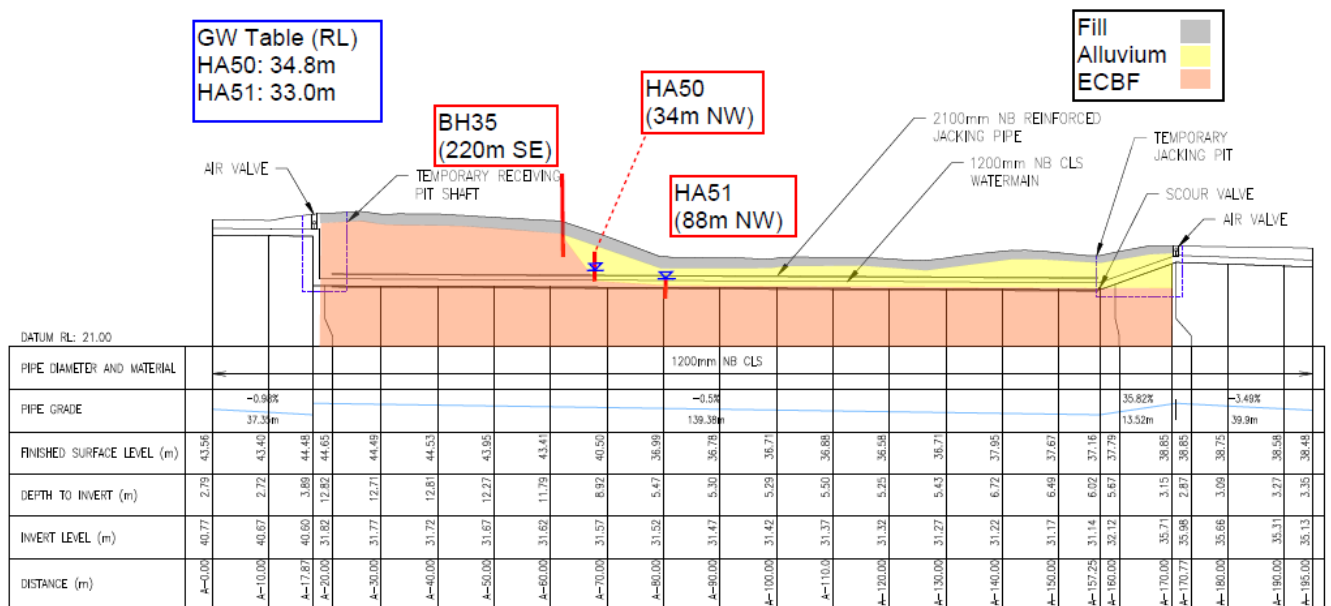 GW Table (RL)
HA50: 34.8m
HA51: 33.0m
Fill
Alluvium
ECBF
HA50
(34m NW)
BH35
(220m SE)
HA51
(88m NW)
2100mm NB REINFORCED
JACKING PIPE
1200mm NB CLS
WATERMAIN
TEMPORARY
JACKING PIT
SCOUR VALVE
AIR VALVE
AIR VALVE
TEMPORARY RECEIVING
PIT SHAFT
DATUM RL: 21.00
PIPE DIAMETER AND MATERIAL 1200mm NB CLS
PIPE GRADE -0.98% -0.5% 35.82% -3.49%
37.35m 139.38m 13.52m 39.9m
FINISHED SURFACE LEVEL (m) 43.56 43.40 44.48 44.65 44.49 44.53 43.95 43.41 40.50 36.99 36.78 36.71 36.88 36.58 36.71 37.95 37.67 37.16 37.79 38.85 38.85 38.75 38.58 38.48
DEPTH TO INVERT (m) 2.79 2.72 3.89 12.82 12.71 12.81 12.27 11.79 8.92 5.47 5.30 5.29 5.50 5.25 5.43 6.72 6.49 6.02 5.67 3.15 2.87 3.09 3.27 3.35
INVERT LEVEL (m) 40.77 40.67 40.60 31.82 31.77 31.72 31.67 31.62 31.57 31.52 31.47 31.42 31.37 31.32 31.27 31.22 31.17 31.14 32.12 35.71 35.98 35.66 35.31 35.13
DISTANCE (m) A-0.00 A-10.00 A-17.87 A-20.00 A-30.00 A-40.00 A-50.00 A-60.00 A-70.00 A-80.00 A-90.00 A-100.00 A-110.0 A-120.00 A-130.00 A-140.00 A-150.00 A-157.25 A-160.00 A-170.00 A-170.77 A-180.00 A-190.00 A-195.00